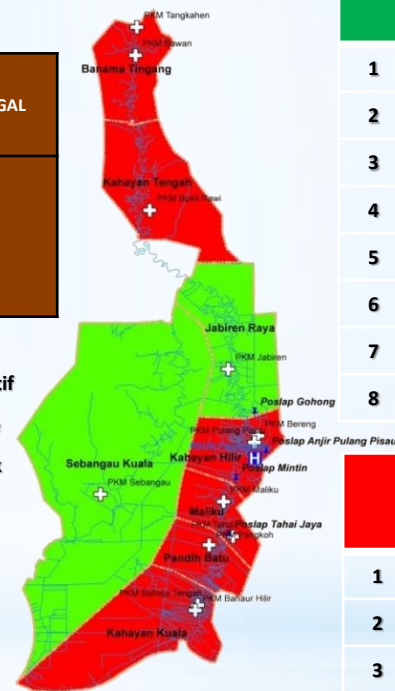 PKM Tangkahen
PKM Bawan
Banama Tingang
GAL
1
2
3
Kahayan Tengah
PKM Bukit Rawi
4
5
6
Jabiren Raya
7
PKM Jabiren
tif
8
Poslap Gohong
PKM Bereng
PKM Pulang Pisau
Poslap Anjir Pulang Pisau
Kahayan Hilir
H
Poslap Mintin
Sebangau Kuala
PKM Sebangau
PKM Maliku
Maliku
Poslap Tahai Jaya
Pandih Batu
1
PKM Bahaur Tengah
PKM Bahaur Hilir
2
Kahayan Kuala
3